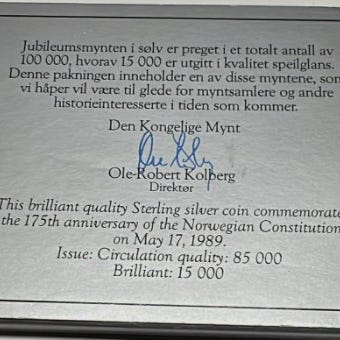 Jubileumsmynten i sølv er preget i et totalt antall av
100 000, hvorav 15 000 er utgitt i kvalitet speilglans.
Denne pakningen inneholder en av disse myntene, som
vi håper vil være til glede for myntsamlere og andre
historieinteresserte i tiden som kommer.
Den Kongelige Mynt
Ole-Robert Kolberg
Direktør
This brilliant quality Sterling silver coin commemorate
the 175th anniversary of the Norwegian Constitution
on May 17, 1989.
Issue: Circulation quality: 85 000
Brilliant: 15 000